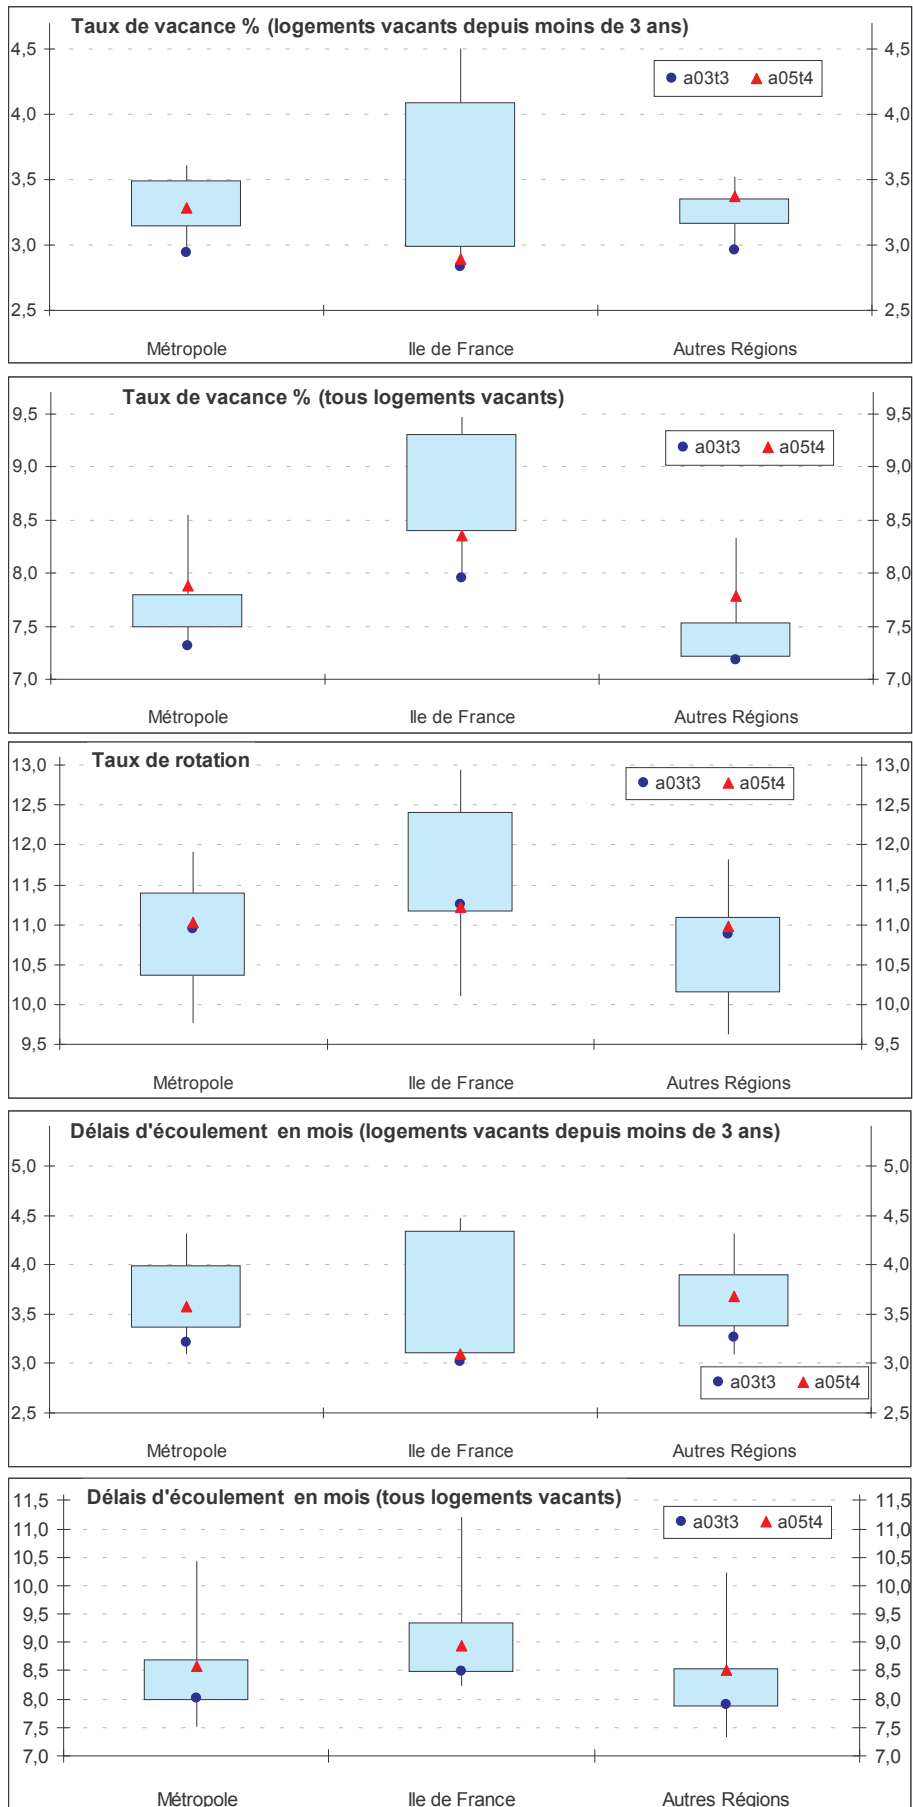 Taux de vacance % (logements vacants depuis moins de 3 ans)
4,5 4,5
a03t3 a05t4
4,0 4,0
3,5 3,5
3,0 3,0
2,5 2,5
Métropole Ile de France Autres Régions
Taux de vacance % (tous logements vacants)
9,5 9,5
a03t3 a05t4
9,0 9,0
8,5 8,5
8,0 8,0
7,5 7,5
7,0 7,0
Métropole Ile de France Autres Régions
Taux de rotation
13,0 13,0
a03t3 a05t4
12,5 12,5
12,0 12,0
11,5 11,5
11,0 11,0
10,5 10,5
10,0 10,0
9,5 9,5
Métropole Ile de France Autres Régions
Délais d'écoulement en mois (logements vacants depuis moins de 3 ans)
5,0 5,0
4,5 4,5
4,0 4,0
3,5 3,5
3,0 3,0
a03t3 a05t4
2,5 2,5
Métropole Ile de France Autres Régions
Délais d'écoulement en mois (tous logements vacants)
11,5 11,5
a03t3 a05t4
11,0 11,0
10,5 10,5
10,0 10,0
9,5 9,5
9,0 9,0
8,5 8,5
8,0 8,0
7,5 7,5
7,0 7,0
Métropole Ile de France Autres Régions